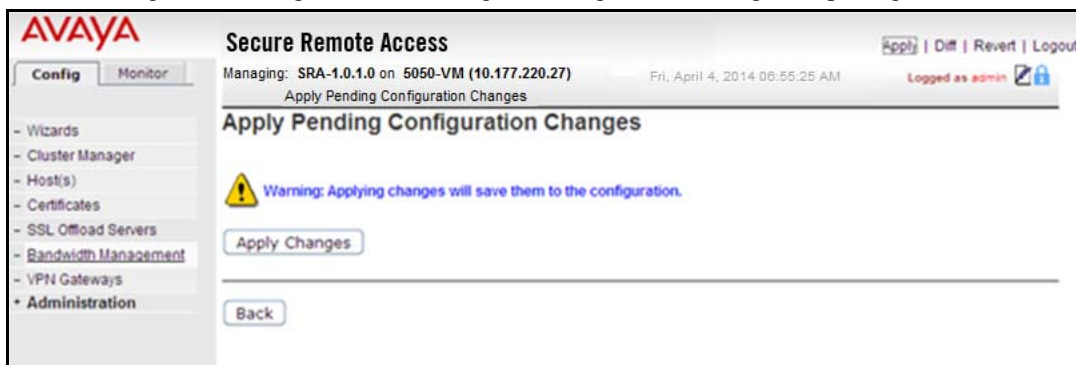 AVAYA
Secure Remote Access
Apply | Diff | Revert | Logout
Config
Monitor
Managing: SRA-1.0.1.0 on 5050-VM (10.177.220.27)
Fri, April 4, 2014 06:55:25 AM
Logged as admin
Apply Pending Configuration Changes
- Wizards
- Cluster Manager
- Host(s)
- Certificates
- SSL Offload Servers
- Bandwidth Management
- VPN Gateways
+ Administration
Apply Pending Configuration Changes
Warning: Applying changes will save them to the configuration.
Apply Changes
Back